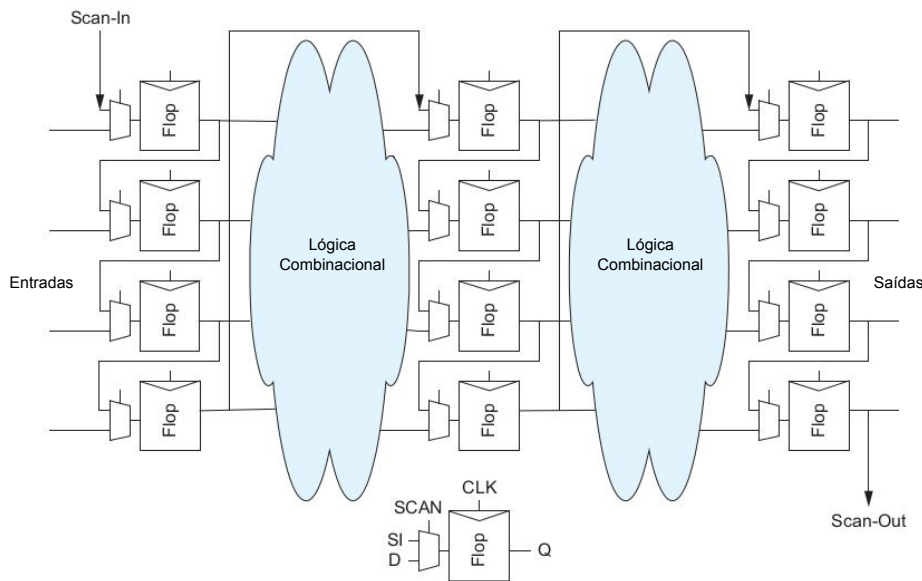 Scan-In
Flop
Flop
Flop
Flop
Flop
Flop
Flop
Flop
Flop
Flop
Flop
Flop
Entradas
Lógica
Combinacional
Lógica
Combinacional
Saídas
Scan-Out
CLK
SCAN
SI
D
Flop
Q